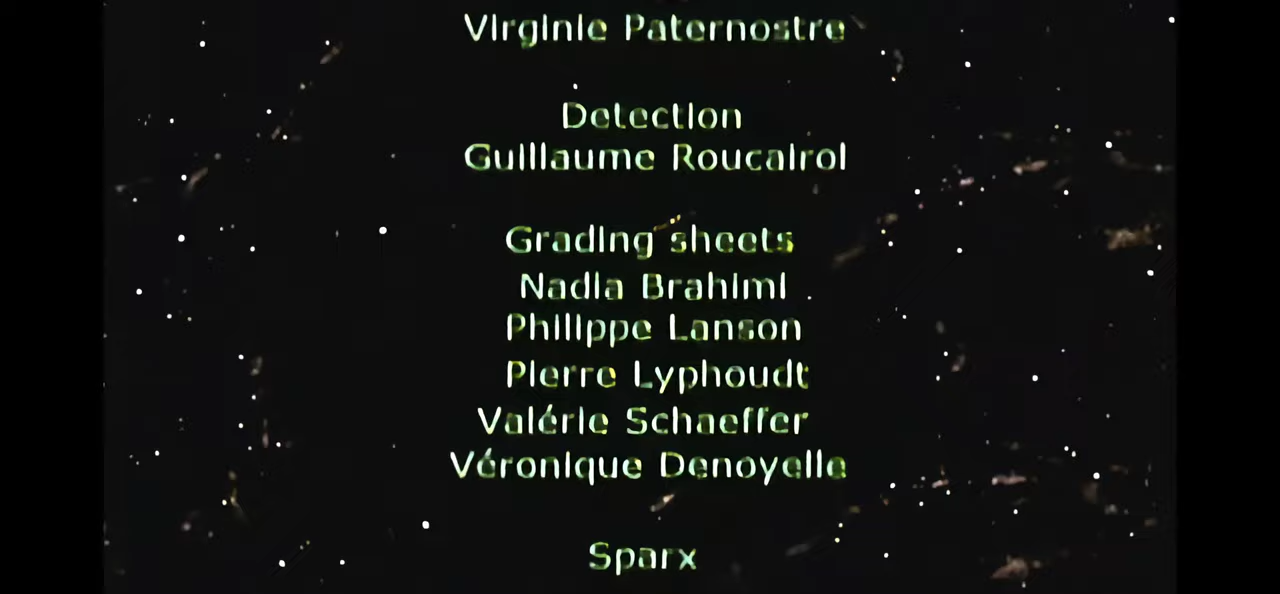 Virginie Paternostre
Detection
Guillaume Roucairol
Grading sheets
Nadia Brahimi
Philippe Lanson
Pierre Lyphoudt
Valérie Schaeffer
Véronique Denoyelle
Sparx